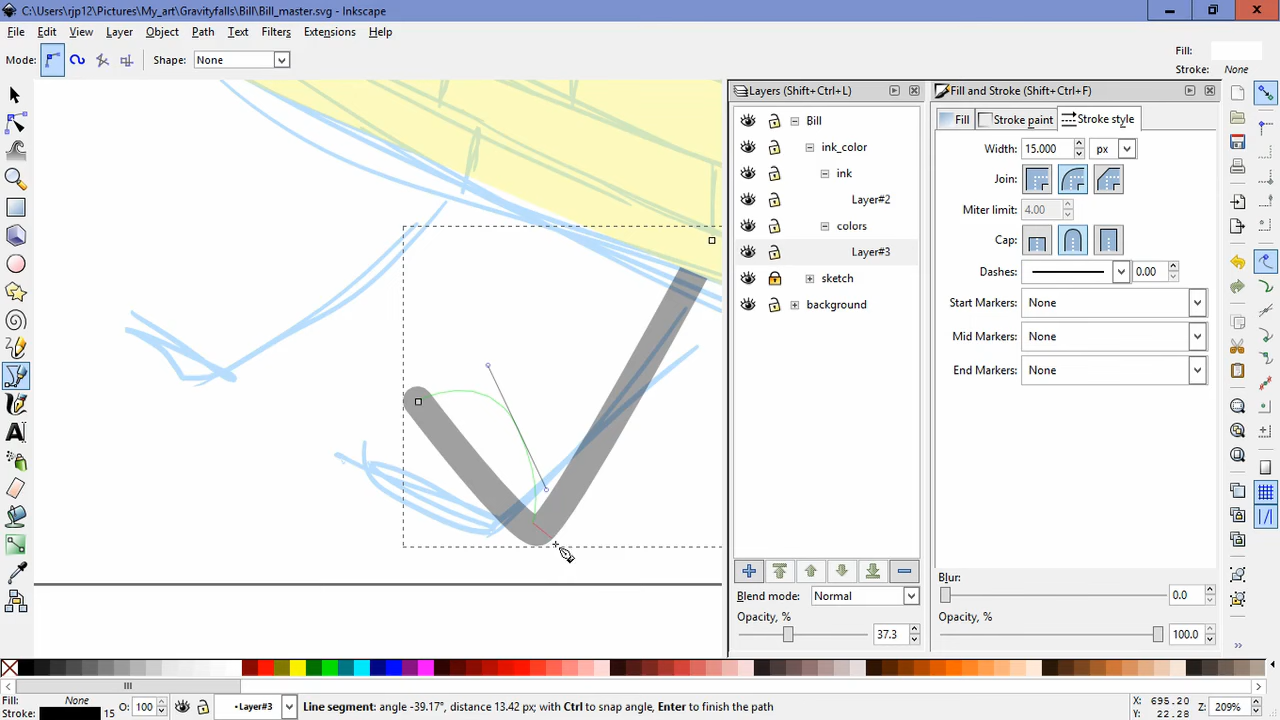 C:\Users\rjp12\Pictures\My_art\Gravityfalls\Bill\Bill_master.svg - Inkscape
File Edit View Layer Object Path Text Filters Extensions Help
Mode: Shape: None
Fill:
Stroke: None
Layers (Shift+Ctrl+L)
Bill
ink_color
ink
Layer#2
colors
Layer#3
sketch
background
Blend mode: Normal
Opacity, %
37.3
Fill and Stroke (Shift+Ctrl+F)
Fill Stroke paint Stroke style
Width: 15.000 px
Join:
Miter limit: 4.00
Cap:
Dashes: 0.00
Start Markers: None
Mid Markers: None
End Markers: None
Blur:
0.0
Opacity, %
100.0
Fill: None
Stroke: 15
O: 100
•Layer#3
Line segment: angle -39.17°, distance 13.42 px; with Ctrl to snap angle, Enter to finish the path
X: 695.20
Y: 22.28
Z: 209%